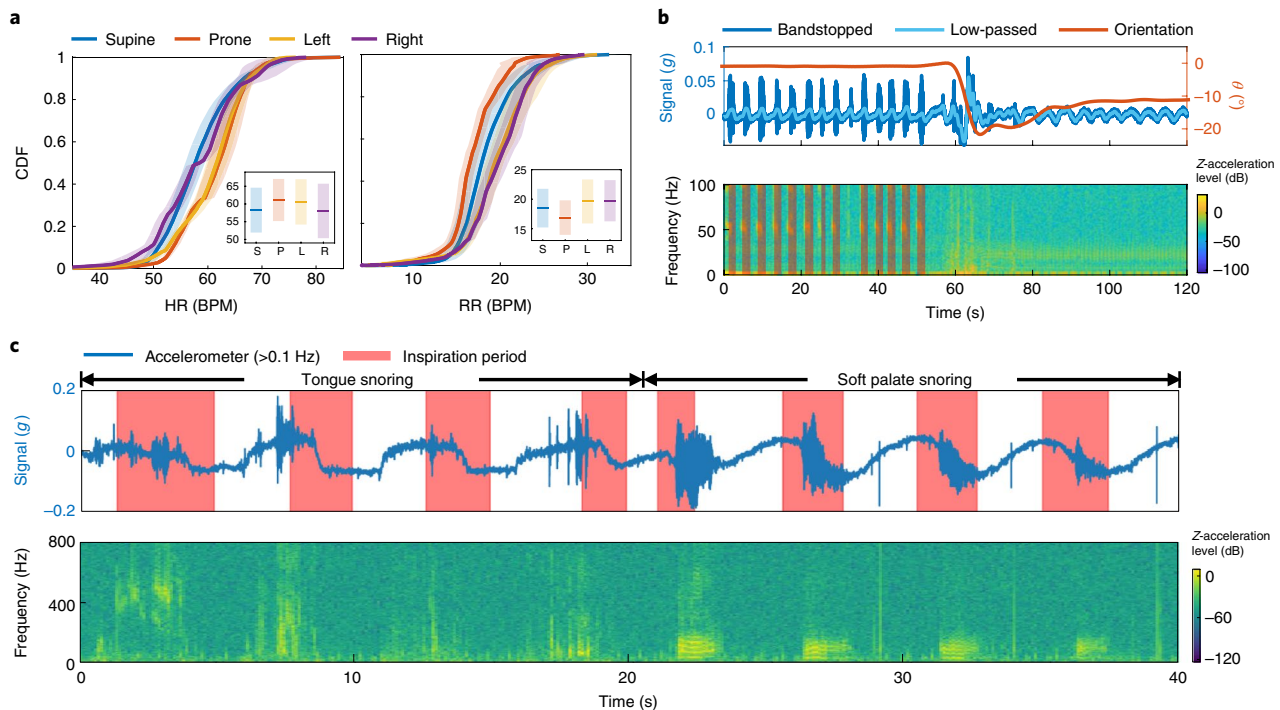 a
Supine Prone Left Right
CDF
1
0.8
0.6
0.4
0.2
0
40 60 80
HR (BPM)
65
60
55
50
S P L R
10 20 30
RR (BPM)
25
20
15
S P L R
b
Bandstopped Low-passed Orientation
Signal (g)
0.1
0.05
0
0
−10
−20
θ (°)
Frequency (Hz)
100
50
0
0 20 40 60 80 100 120
Time (s)
Z-acceleration
level (dB)
0
−50
−100
c
Accelerometer (>0.1 Hz) Inspiration period
Tongue snoring Soft palate snoring
Signal (g)
0.2
0
−0.2
Frequency (Hz)
800
400
0
0 10 20 30 40
Time (s)
Z-acceleration
level (dB)
0
−60
−120